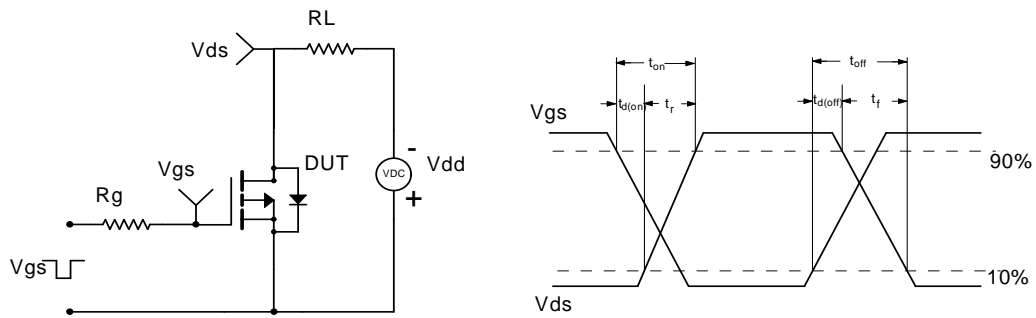 RL
Vds
Vgs
DUT
-
VDC
Vdd
+
Rg
Vgs
ton
toff
td(on)
tr
td(off)
tf
Vgs
90%
10%
Vds